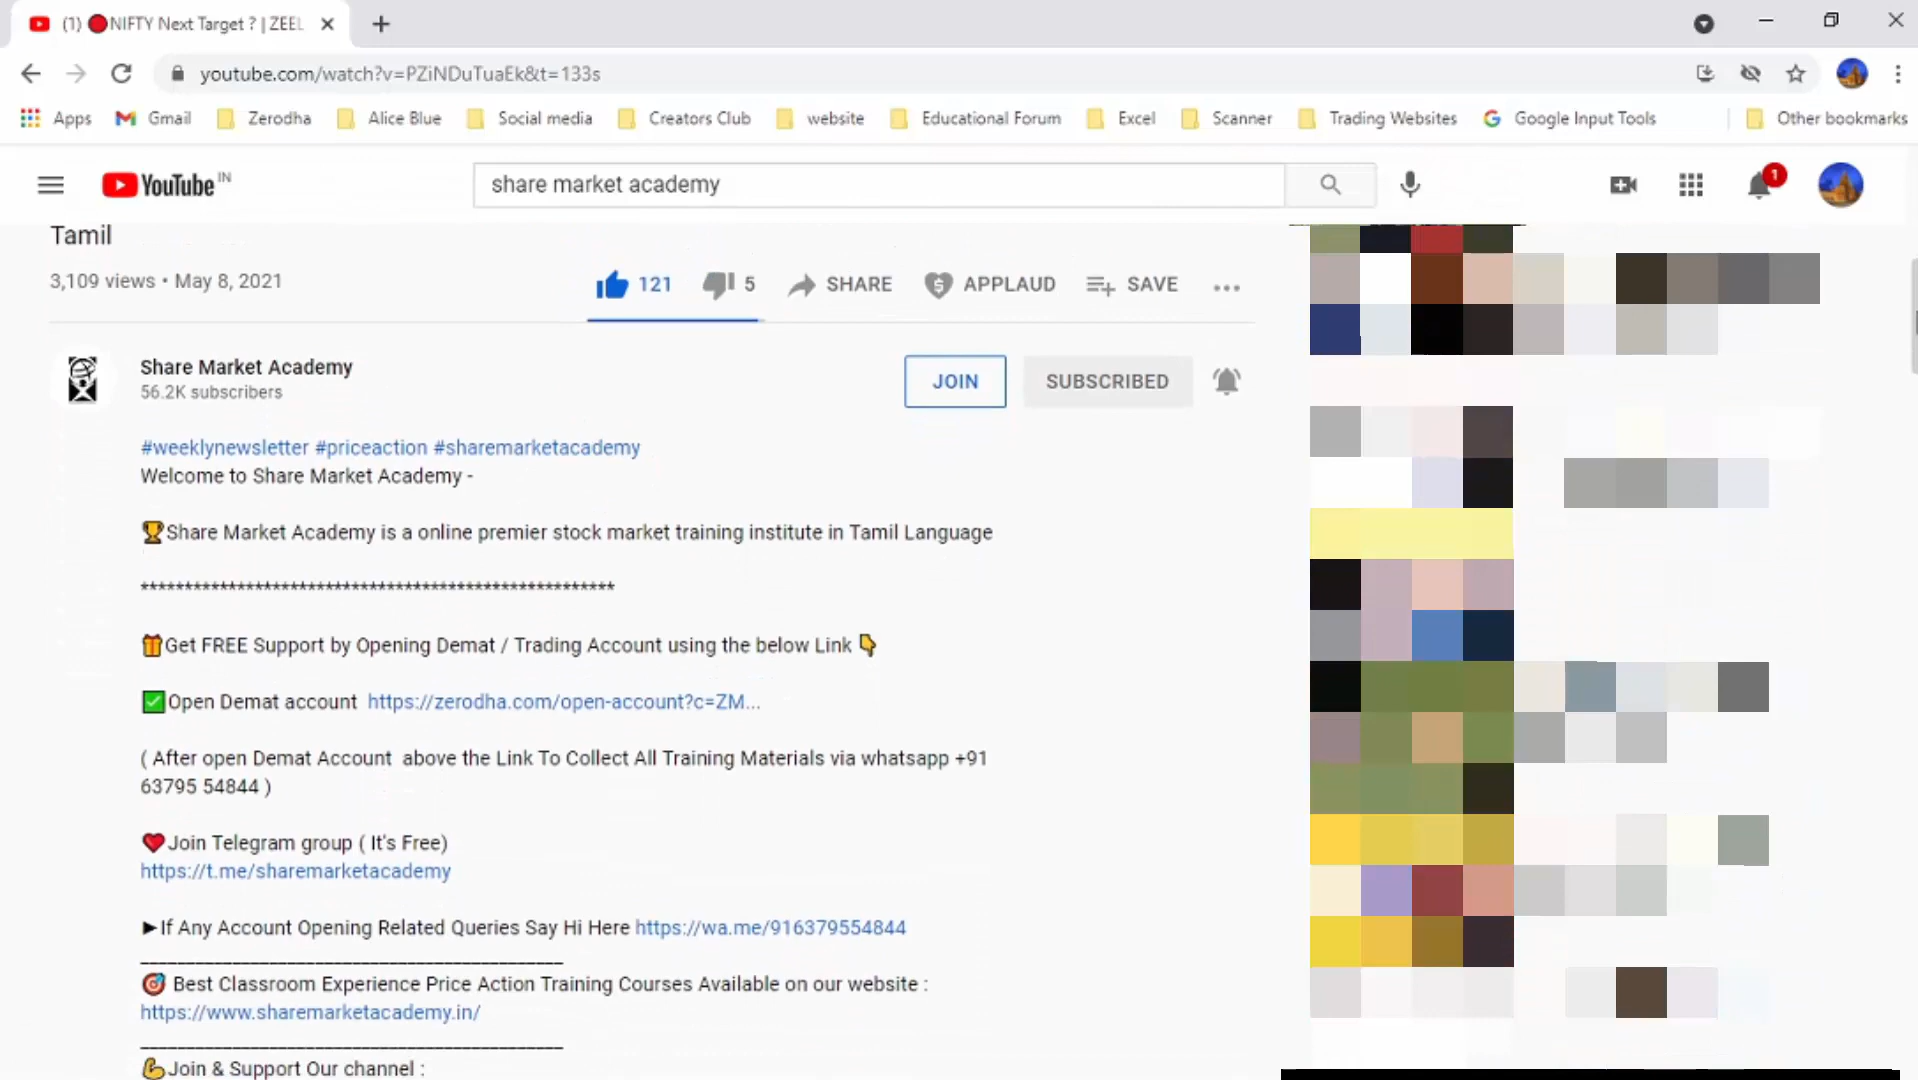 (1) 🔴NIFTY Next Target ? | ZEEL
youtube.com/watch?v=PZiNDuTuaEk&t=133s
Apps Gmail Zerodha Alice Blue Social media Creators Club website Educational Forum Excel Scanner Trading Websites Google Input Tools Other bookmarks
YouTube IN
share market academy
1
Tamil
3,109 views • May 8, 2021
121 5 SHARE APPLAUD SAVE
Share Market Academy
56.2K subscribers
JOIN SUBSCRIBED
#weeklynewsletter #priceaction #sharemarketacademy
Welcome to Share Market Academy -
🏆Share Market Academy is a online premier stock market training institute in Tamil Language
******************************************************
🎁Get FREE Support by Opening Demat / Trading Account using the below Link 👇
✅Open Demat account https://zerodha.com/open-account?c=ZM...
( After open Demat Account above the Link To Collect All Training Materials via whatsapp +91
63795 54844 )
❤️Join Telegram group ( It's Free)
https://t.me/sharemarketacademy
►If Any Account Opening Related Queries Say Hi Here https://wa.me/916379554844
🎯 Best Classroom Experience Price Action Training Courses Available on our website :
https://www.sharemarketacademy.in/
💪Join & Support Our channel :